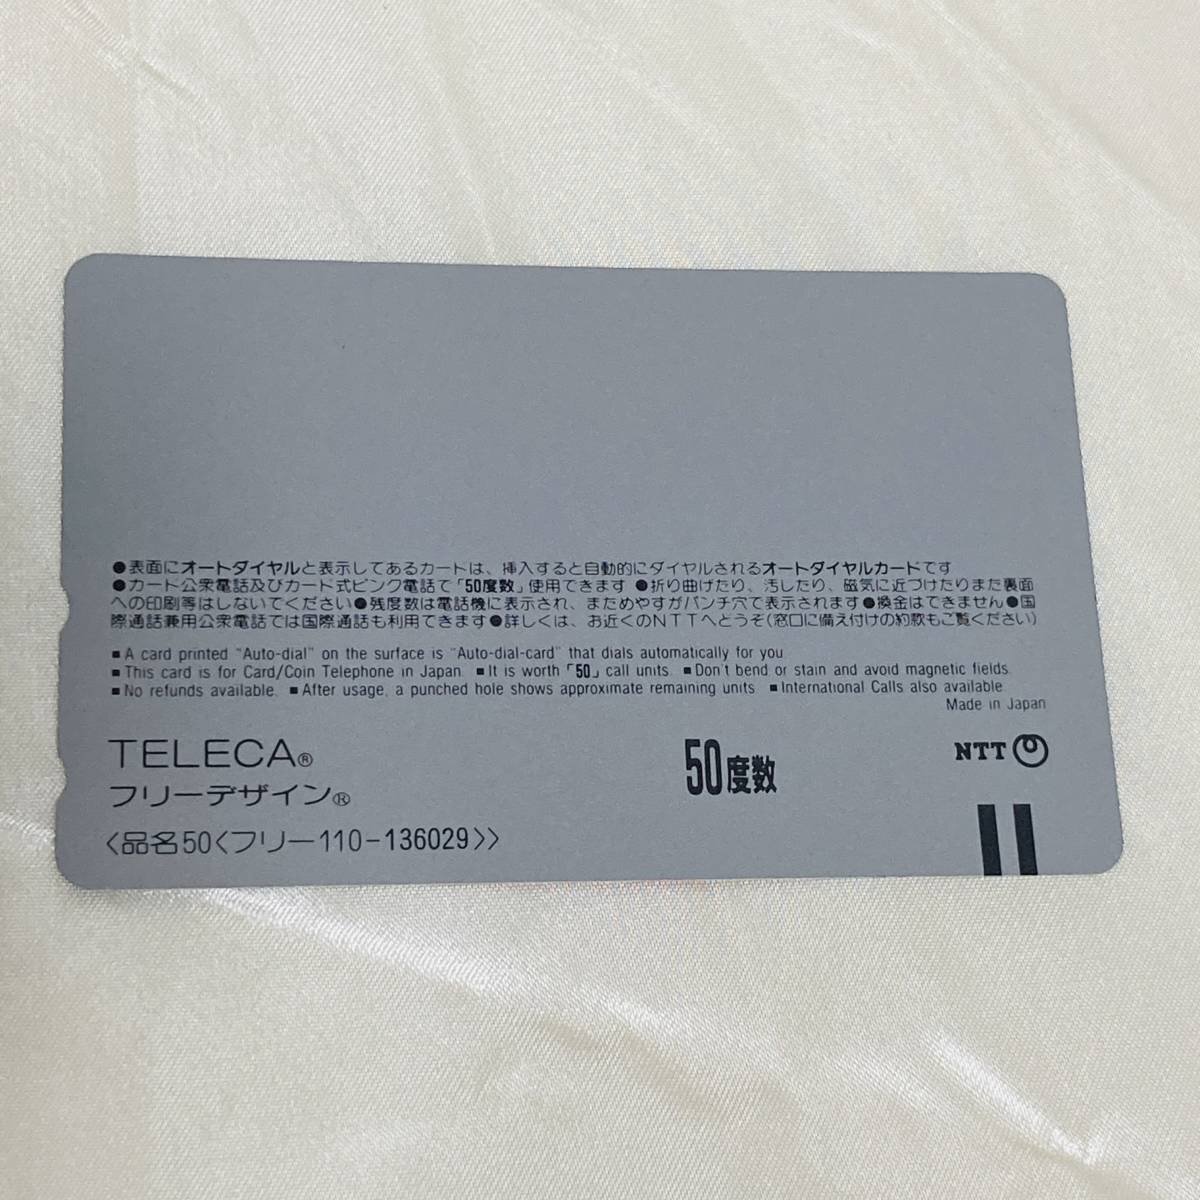 ●表面にオートダイヤルと表示してあるカードは、挿入すると自動的にダイヤルされるオートダイヤルカードです
●カード公衆電話及びカード式ピンク電話で「50度数」使用できます ●折り曲げたり、汚したり、磁気に近づけたりまた裏面
への印刷等はしないでください●残度数は電話機に表示され、まためやすがパンチ穴で表示されます●換金はできません●国
際通話兼用公衆電話では国際通話も利用できます●詳しくは、お近くのNTTへどうぞ(窓口に備え付けの約款もご覧ください)
■A card printed "Auto-dial" on the surface is "Auto-dial-card" that dials automatically for you.
■This card is for Card/Coin Telephone in Japan. ■It is worth「50」call units. ■Don't bend or stain and avoid magnetic fields.
■No refunds available. ■After usage, a punched hole shows approximate remaining units. ■International Calls also available.
Made in Japan
TELECA®
フリーデザイン®
50度数
NTT
〈品名50〈フリー110-136029〉〉